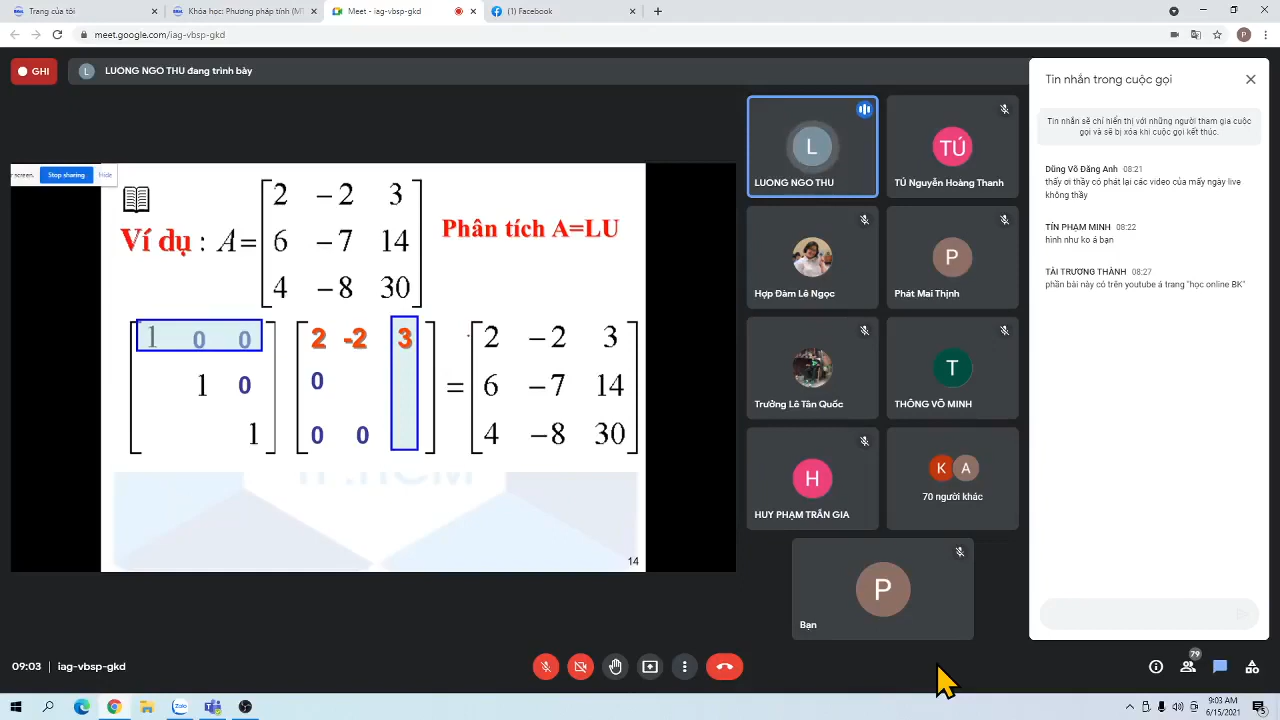 Trang của tôi
Khóa học: Phương pháp tính (MT
Meet - iag-vbsp-gkd
(1) Facebook
meet.google.com/iag-vbsp-gkd
P
GHI
L
LUONG NGO THU đang trình bày
r screen.
Stop sharing
Hide
Ví dụ : A=
2 −2 3
6 −7 14
4 −8 30
Phân tích A=LU
1 0 0 2 -2 3 2 −2 3
1 0 0 = 6 −7 14
1 0 0 4 −8 30
14
L
LUONG NGO THU
TÚ
TÚ Nguyễn Hoàng Thanh
Hợp Đàm Lê Ngọc
P
Phát Mai Thịnh
Trường Lê Tân Quốc
T
THÔNG VÕ MINH
H
HUY PHẠM TRẦN GIA
K A
70 người khác
P
Bạn
Tin nhắn trong cuộc gọi
Tin nhắn sẽ chỉ hiển thị với những người tham gia cuộc
gọi và sẽ bị xóa khi cuộc gọi kết thúc.
Dũng Võ Đăng Anh 08:21
thấy ơi thầy có phát lại các video của mấy ngày live
không thầy
TÍN PHẠM MINH 08:22
hình như ko á bạn
TÀI TRƯƠNG THÀNH 08:27
phần bài này có trên youtube á trang "học online BK"
09:03 iag-vbsp-gkd
79
9:03 AM
6/15/2021
5